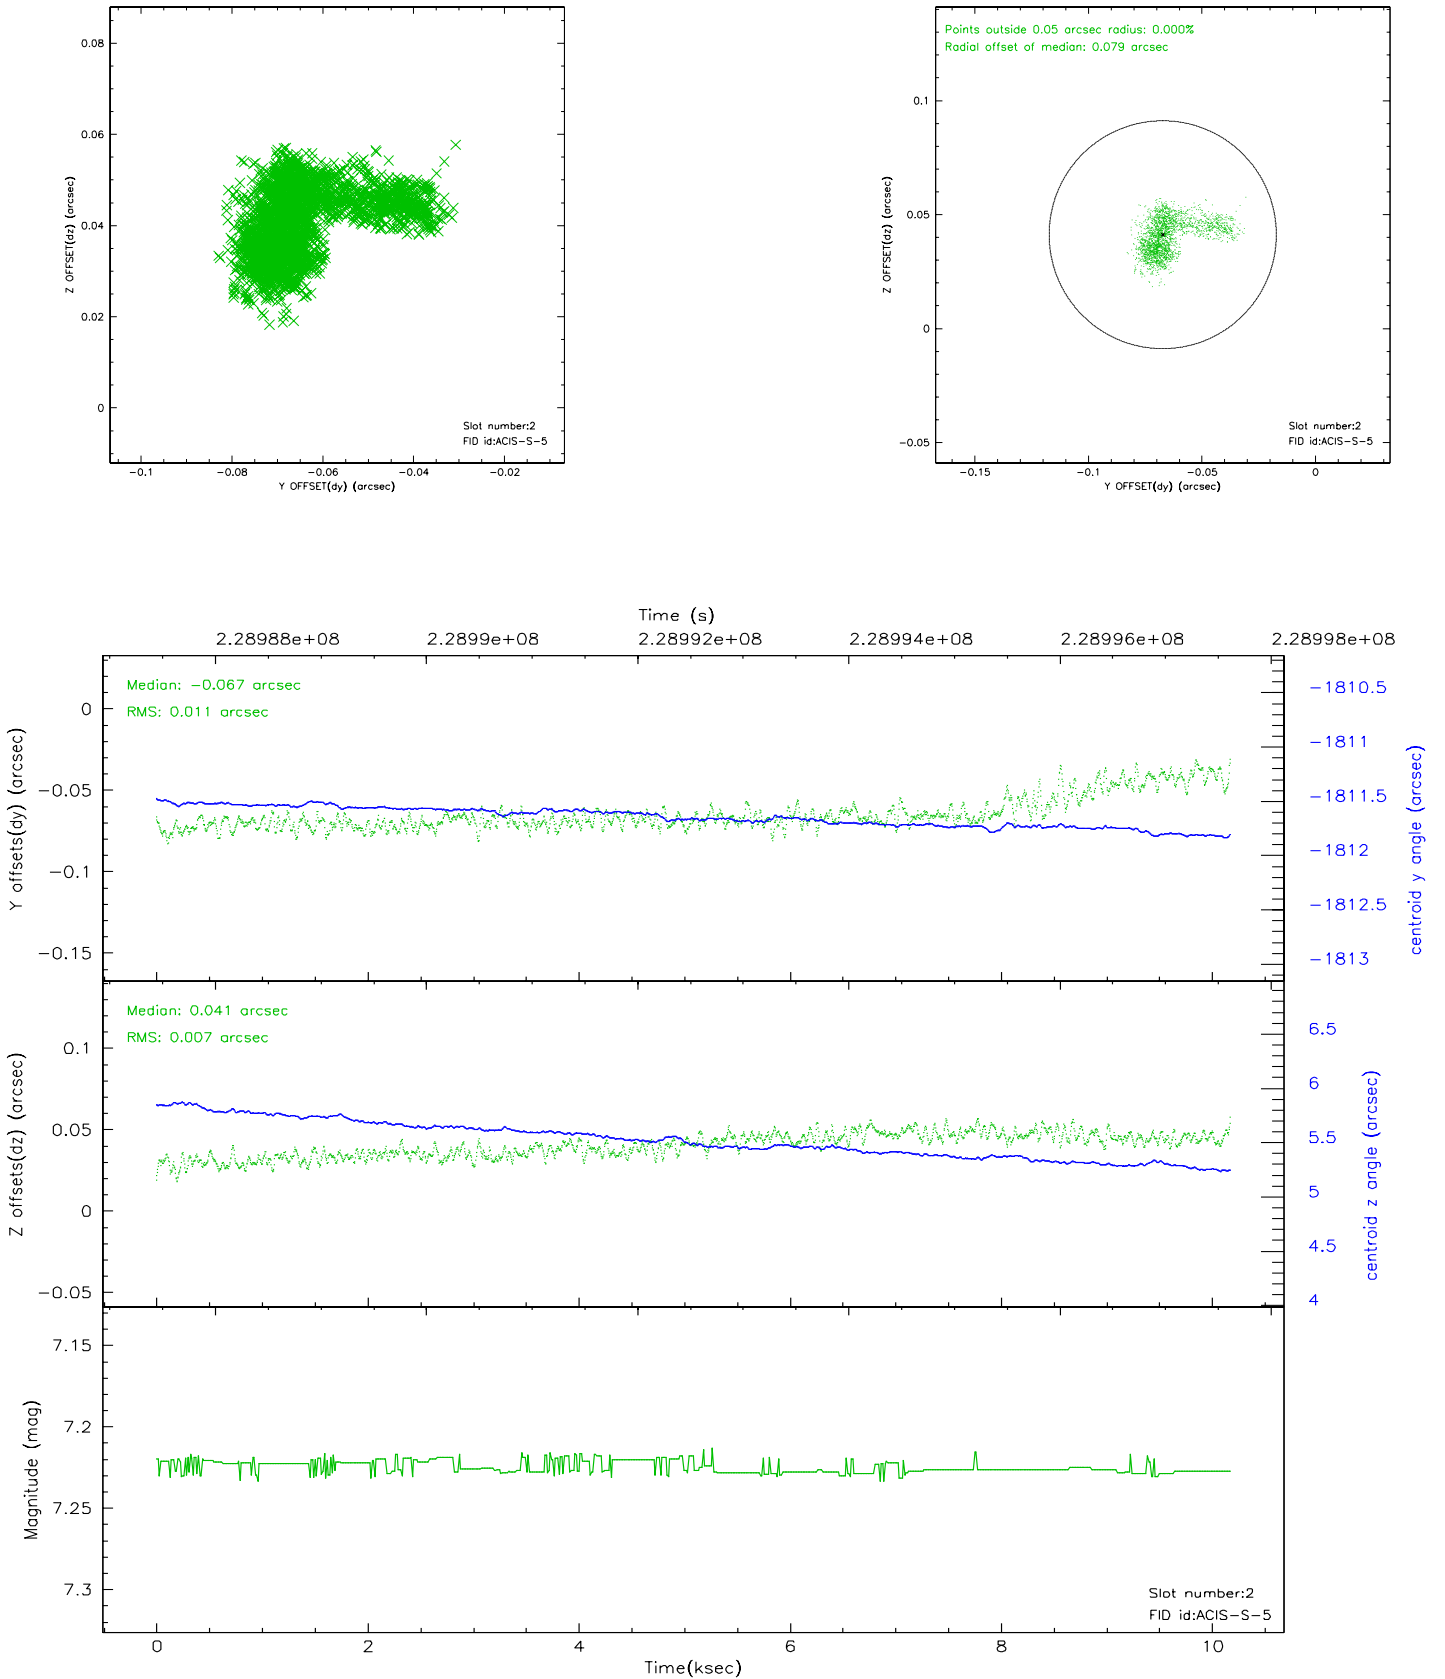 0.08
0.06
0.04
0.02
0
Z OFFSET(dz) (arcsec)
Slot number:2
FID id:ACIS-S-5
-0.1
-0.08
-0.06
-0.04
-0.02
Y OFFSET(dy) (arcsec)
Points outside 0.05 arcsec radius: 0.000%
Radial offset of median: 0.079 arcsec
0.1
0.05
0
-0.05
Z OFFSET(dz) (arcsec)
Slot number:2
FID id:ACIS-S-5
-0.15
-0.1
-0.05
0
Y OFFSET(dy) (arcsec)
Time (s)
2.28988e+08
2.2899e+08
2.28992e+08
2.28994e+08
2.28996e+08
2.28998e+08
Median: -0.067 arcsec
RMS: 0.011 arcsec
0
-0.05
-0.1
-0.15
Y offsets(dy) (arcsec)
-1810.5
-1811
-1811.5
-1812
-1812.5
-1813
centroid y angle (arcsec)
Median: 0.041 arcsec
RMS: 0.007 arcsec
0.1
0.05
0
-0.05
Z offsets(dz) (arcsec)
6.5
6
5.5
5
4.5
4
centroid z angle (arcsec)
7.15
7.2
7.25
7.3
Magnitude (mag)
Slot number:2
FID id:ACIS-S-5
0
2
4
6
8
10
Time(ksec)